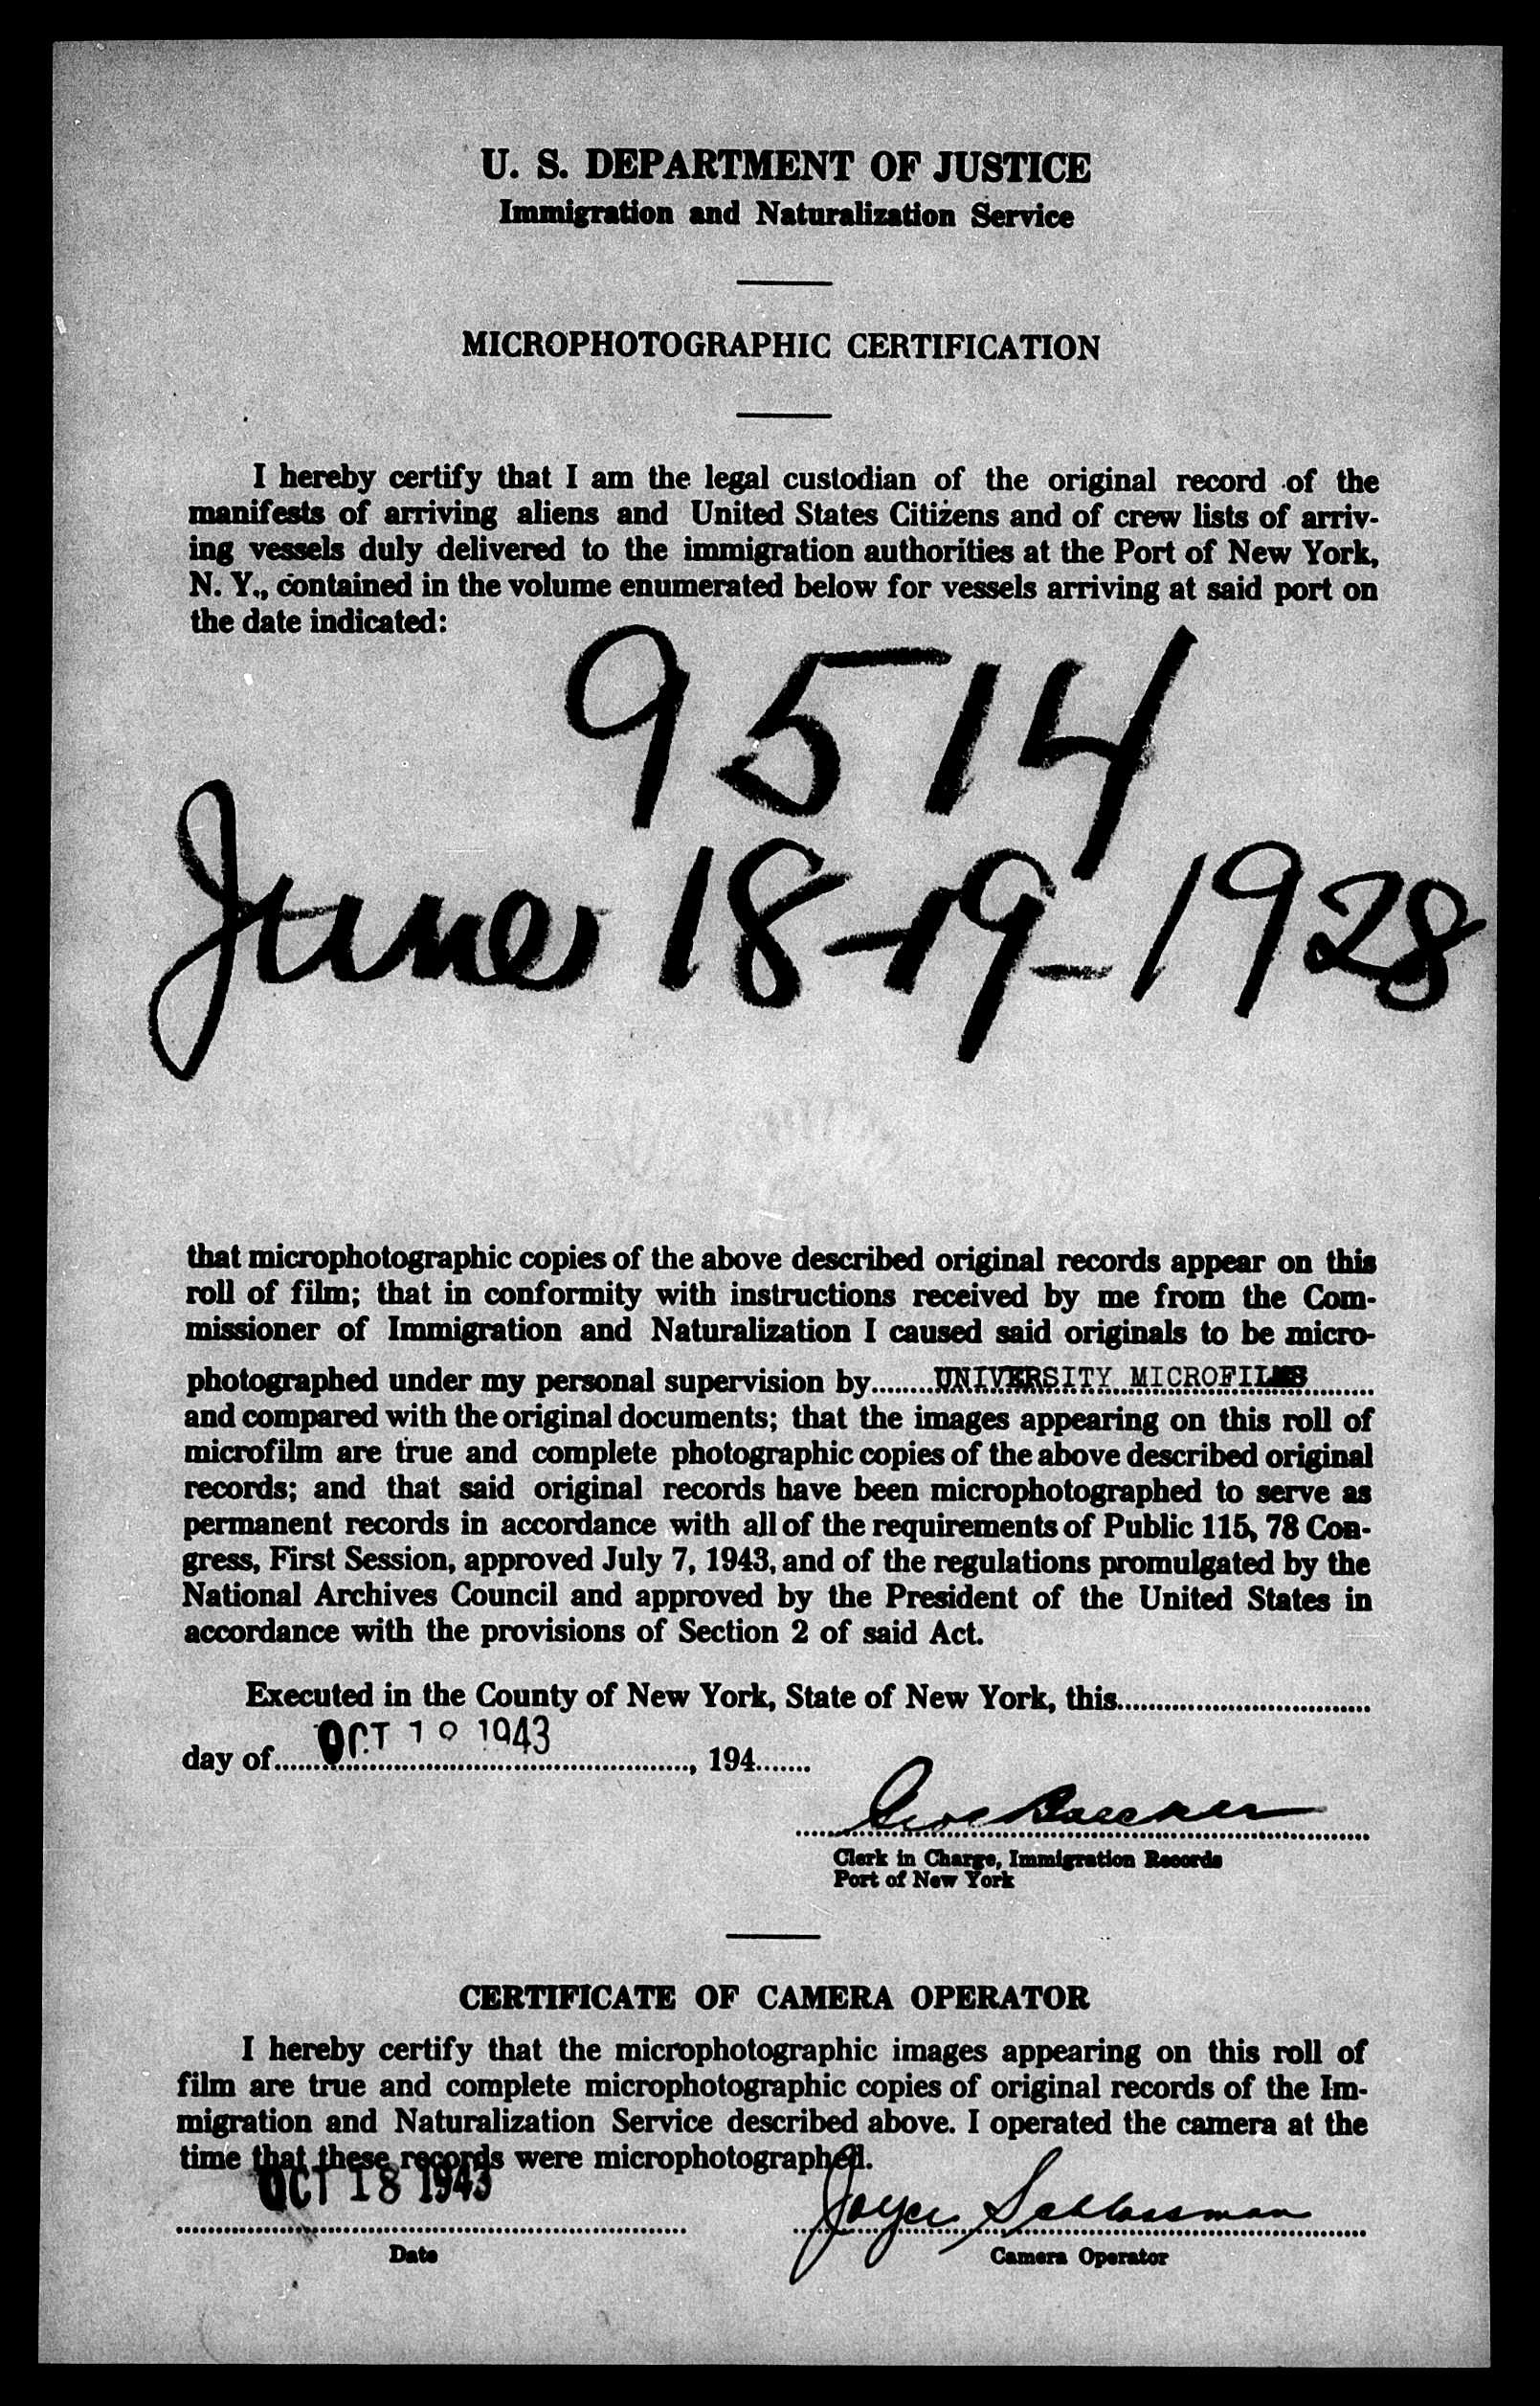 U. S. DEPARTMENT OF JUSTICE
Immigration and Naturalization Service
MICROPHOTOGRAPHIC CERTIFICATION
I hereby certify that I am the legal custodian of the original record of the
manifests of arriving aliens and United States Citizens and of crew lists of arriv-
ing vessels duly delivered to the immigration authorities at the Port of New York,
N. Y., contained in the volume enumerated below for vessels arriving at said port on
the date indicated:
9514
June 18-19-1928
that microphotographic copies of the above described original records appear on this
roll of film; that in conformity with instructions received by me from the Com-
missioner of Immigration and Naturalization I caused said originals to be micro-
photographed under my personal supervision by........UNIVERSITY MICROFILMS........
and compared with the original documents; that the images appearing on this roll of
microfilm are true and complete photographic copies of the above described original
records; and that said original records have been microphotographed to serve as
permanent records in accordance with all of the requirements of Public 115, 78 Con-
gress, First Session, approved July 7, 1943, and of the regulations promulgated by the
National Archives Council and approved by the President of the United States in
accordance with the provisions of Section 2 of said Act.
Executed in the County of New York, State of New York, this................................
day of......OCT 1 1943......, 194.......
Clerk in Charge, Immigration Records
Port of New York
CERTIFICATE OF CAMERA OPERATOR
I hereby certify that the microphotographic images appearing on this roll of
film are true and complete microphotographic copies of original records of the Im-
migration and Naturalization Service described above. I operated the camera at the
time that these records were microphotographed.
OCT 18 1943
Joyce Schlossman
Date
Camera Operator